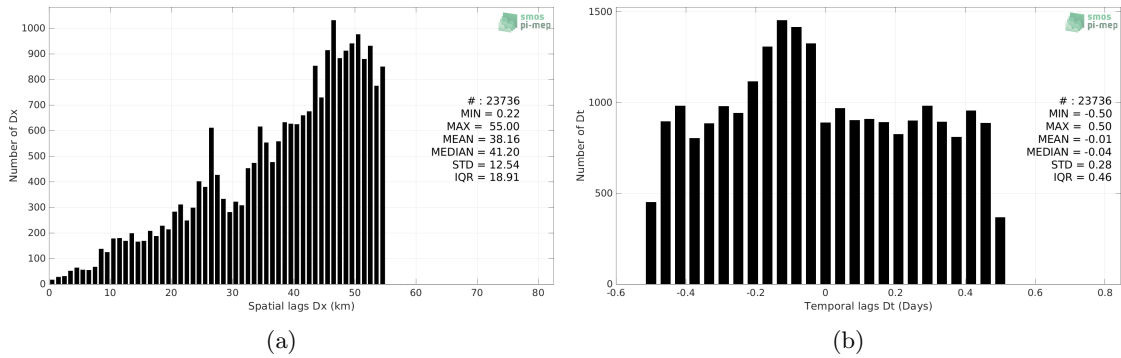 smos
pi-mep
1000
900
800
700
600
500
400
300
200
100
0
Number of Dx
# : 23736
MIN = 0.22
MAX = 55.00
MEAN = 38.16
MEDIAN = 41.20
STD = 12.54
IQR = 18.91
0 10 20 30 40 50 60 70 80
Spatial lags Dx (km)
(a)
smos
pi-mep
1500
1000
500
0
Number of Dt
# : 23736
MIN = -0.50
MAX = 0.50
MEAN = -0.01
MEDIAN = -0.04
STD = 0.28
IQR = 0.46
-0.6 -0.4 -0.2 0 0.2 0.4 0.6 0.8
Temporal lags Dt (Days)
(b)